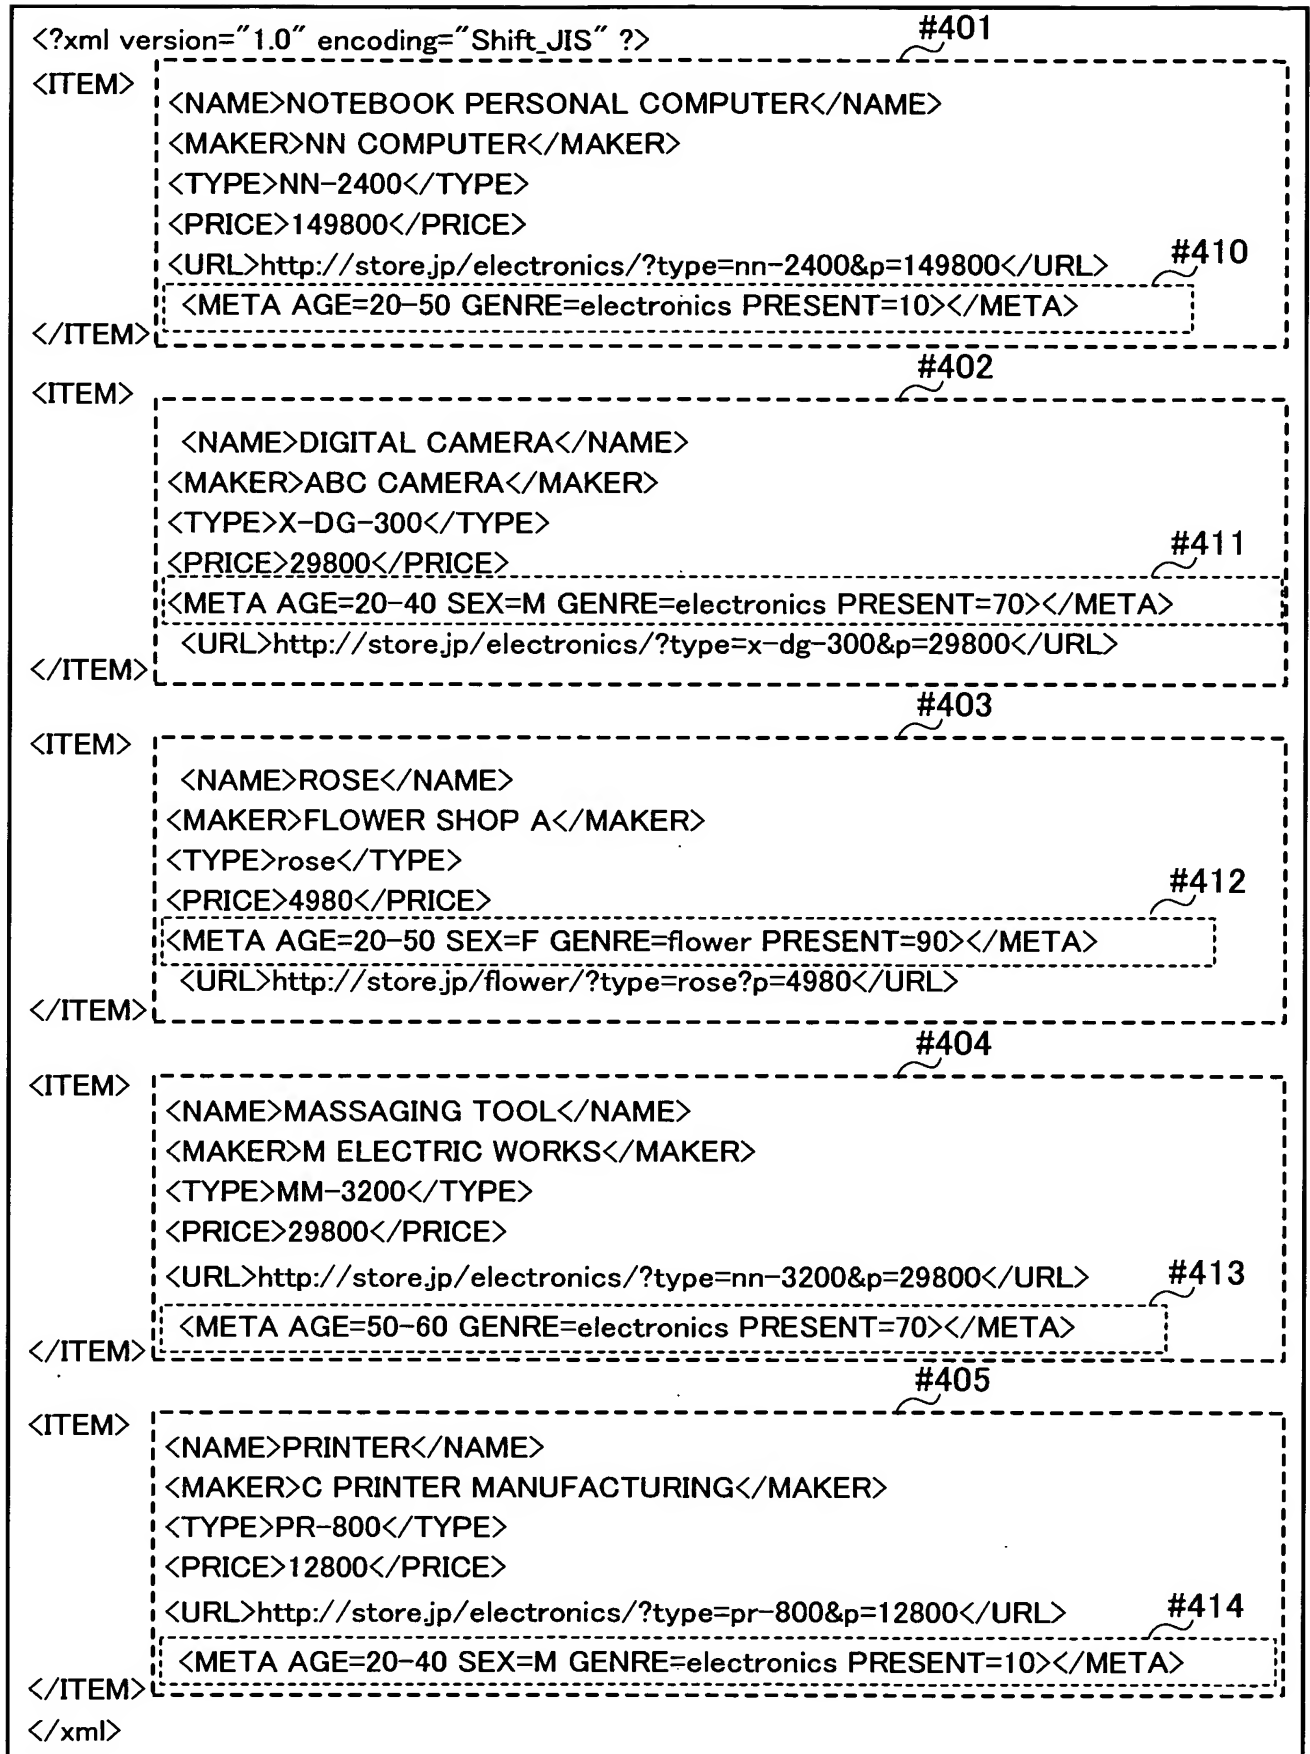 <?xml version="1.0" encoding="Shift_JIS" ?>
#401
<ITEM>
<NAME>NOTEBOOK PERSONAL COMPUTER</NAME>
<MAKER>NN COMPUTER</MAKER>
<TYPE>NN-2400</TYPE>
<PRICE>149800</PRICE>
<URL>http://store.jp/electronics/?type=nn-2400&p=149800</URL>
#410
<META AGE=20-50 GENRE=electronics PRESENT=10></META>
</ITEM>
#402
<ITEM>
<NAME>DIGITAL CAMERA</NAME>
<MAKER>ABC CAMERA</MAKER>
<TYPE>X-DG-300</TYPE>
<PRICE>29800</PRICE>
#411
<META AGE=20-40 SEX=M GENRE=electronics PRESENT=70></META>
<URL>http://store.jp/electronics/?type=x-dg-300&p=29800</URL>
</ITEM>
#403
<ITEM>
<NAME>ROSE</NAME>
<MAKER>FLOWER SHOP A</MAKER>
<TYPE>rose</TYPE>
<PRICE>4980</PRICE>
#412
<META AGE=20-50 SEX=F GENRE=flower PRESENT=90></META>
<URL>http://store.jp/flower/?type=rose?p=4980</URL>
</ITEM>
#404
<ITEM>
<NAME>MASSAGING TOOL</NAME>
<MAKER>M ELECTRIC WORKS</MAKER>
<TYPE>MM-3200</TYPE>
<PRICE>29800</PRICE>
<URL>http://store.jp/electronics/?type=nn-3200&p=29800</URL>
#413
<META AGE=50-60 GENRE=electronics PRESENT=70></META>
</ITEM>
#405
<ITEM>
<NAME>PRINTER</NAME>
<MAKER>C PRINTER MANUFACTURING</MAKER>
<TYPE>PR-800</TYPE>
<PRICE>12800</PRICE>
<URL>http://store.jp/electronics/?type=pr-800&p=12800</URL>
#414
<META AGE=20-40 SEX=M GENRE=electronics PRESENT=10></META>
</ITEM>
</xml>